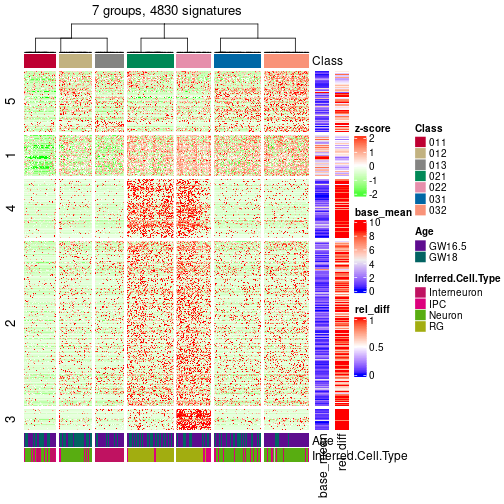 7 groups, 4830 signatures
Class
5
1
4
2
3
Age
Inferred.Cell.Type
base_mean
rel_diff
z-score
2
1
0
-1
-2
base_mean
10
8
6
4
2
0
rel_diff
1
0.5
0
Class
011
012
013
021
022
031
032
Age
GW16.5
GW18
Inferred.Cell.Type
Interneuron
IPC
Neuron
RG